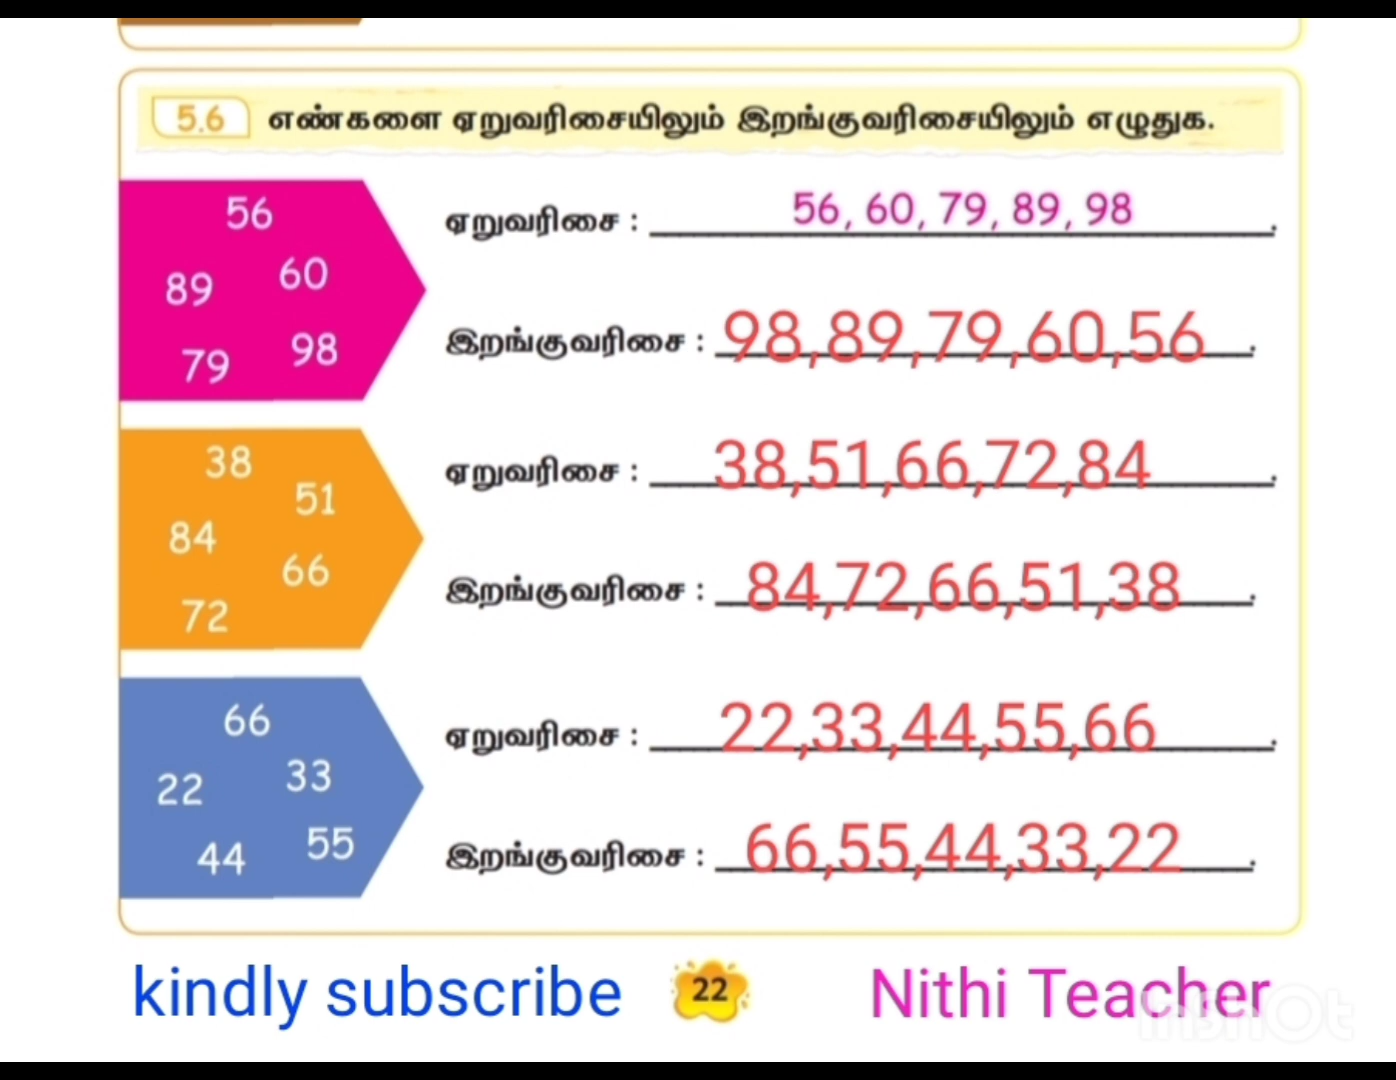 5.6 எண்களை ஏறுவரிசையிலும் இறங்குவரிசையிலும் எழுதுக.
56
89 60
79 98
ஏறுவரிசை : 56, 60, 79, 89, 98.
இறங்குவரிசை : 98,89,79,60,56.
38
51
84
66
72
ஏறுவரிசை : 38,51,66,72,84.
இறங்குவரிசை : 84,72,66,51,38.
66
22 33
44 55
ஏறுவரிசை : 22,33,44,55,66.
இறங்குவரிசை : 66,55,44,33,22.
kindly subscribe 22 Nithi Teacher
InShOt